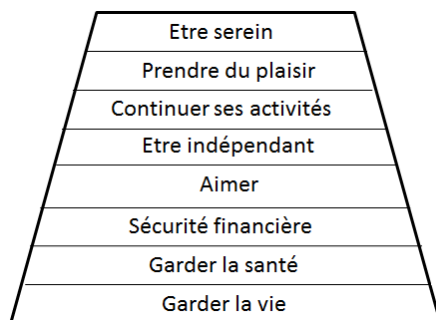 Etre serein
Prendre du plaisir
Continuer ses activités
Etre indépendant
Aimer
Sécurité financière
Garder la santé
Garder la vie